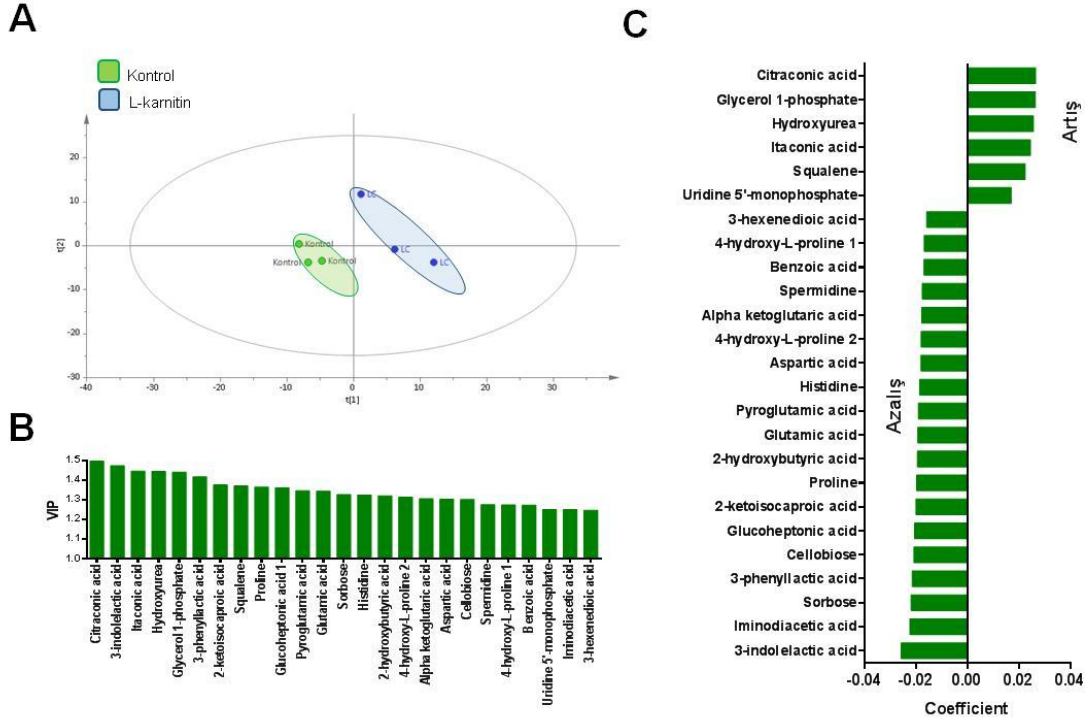 A
Kontrol
L-karnitin
20
10
0
-10
-20
-30
t[2]
-40
-30
-20
-10
0
10
20
30
t[1]
LC
LC
LC
Kontrol
Kontrol
Kontrol
B
VIP
1.5
1.4
1.3
1.2
1.1
1.0
Citraconic acid
3-indolelactic acid
Itaconic acid
Hydroxyurea
Glycerol 1-phosphate
3-phenyllactic acid
2-ketoisocaproic acid
Squalene
Proline
Glucoheptonic acid 1
Pyroglutamic acid
Glutamic acid
Sorbose
Histidine
2-hydroxybutyric acid
4-hydroxy-L-proline 2
Alpha ketoglutaric acid
Aspartic acid
Cellobiose
Spermidine
4-hydroxy-L-proline 1
Benzoic acid
Uridine 5'-monophosphate
Iminodiacetic acid
3-hexenedioic acid
C
Citraconic acid
Glycerol 1-phosphate
Hydroxyurea
Itaconic acid
Squalene
Uridine 5'-monophosphate
3-hexenedioic acid
4-hydroxy-L-proline 1
Benzoic acid
Spermidine
Alpha ketoglutaric acid
4-hydroxy-L-proline 2
Aspartic acid
Histidine
Pyroglutamic acid
Glutamic acid
2-hydroxybutyric acid
Proline
2-ketoisocaproic acid
Glucoheptonic acid
Cellobiose
3-phenyllactic acid
Sorbose
Iminodiacetic acid
3-indolelactic acid
Artış
Azalış
-0.04
-0.02
0.00
0.02
0.04
Coefficient